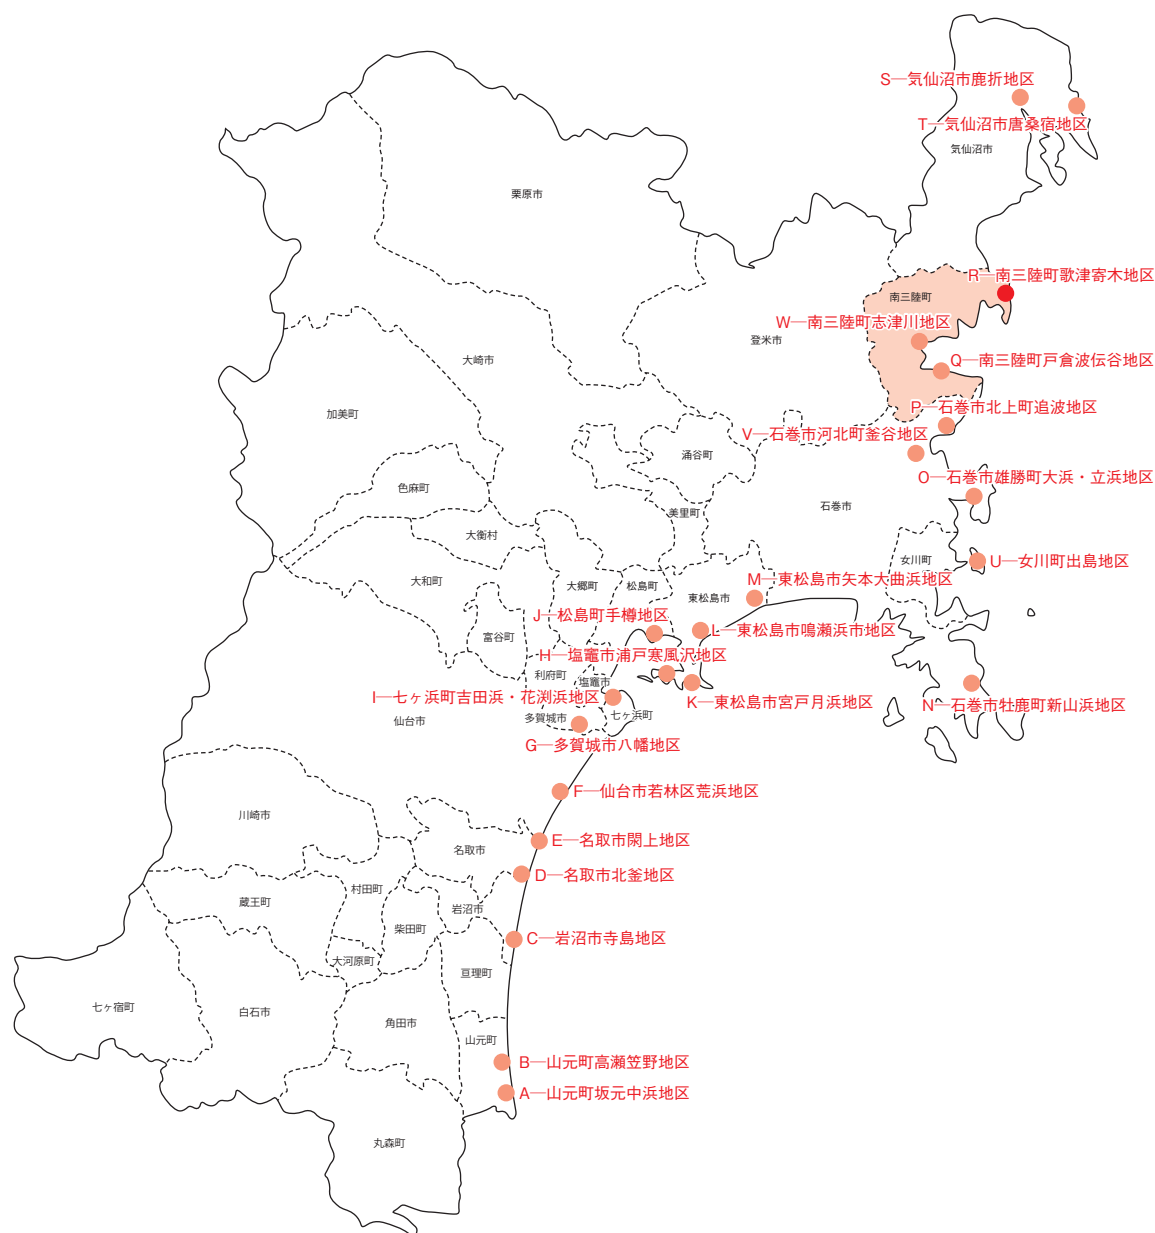 S─気仙沼市鹿折地区
T─気仙沼市唐桑宿地区
気仙沼市
栗原市
R─南三陸町歌津寄木地区
南三陸町
W─南三陸町志津川地区
登米市
大崎市
Q─南三陸町戸倉波伝谷地区
加美町
P─石巻市北上町追波地区
V─石巻市河北町釜谷地区
涌谷町
O─石巻市雄勝町大浜・立浜地区
色麻町
石巻市
美里町
大衡村
女川町
U─女川町出島地区
大和町
大郷町
松島町
M─東松島市矢本大曲浜地区
東松島市
J─松島町手樽地区
L─東松島市鳴瀬浜市地区
富谷町
H─塩竈市浦戸寒風沢地区
利府町
塩竈市
I─七ヶ浜町吉田浜・花渕浜地区
K─東松島市宮戸月浜地区
N─石巻市牡鹿町新山浜地区
仙台市
多賀城市
七ヶ浜町
G─多賀城市八幡地区
F─仙台市若林区荒浜地区
川崎市
E─名取市閖上地区
名取市
D─名取市北釜地区
村田町
蔵王町
岩沼市
柴田町
C─岩沼市寺島地区
大河原町
亘理町
七ヶ宿町
白石市
角田市
山元町
B─山元町高瀬笠野地区
A─山元町坂元中浜地区
丸森町